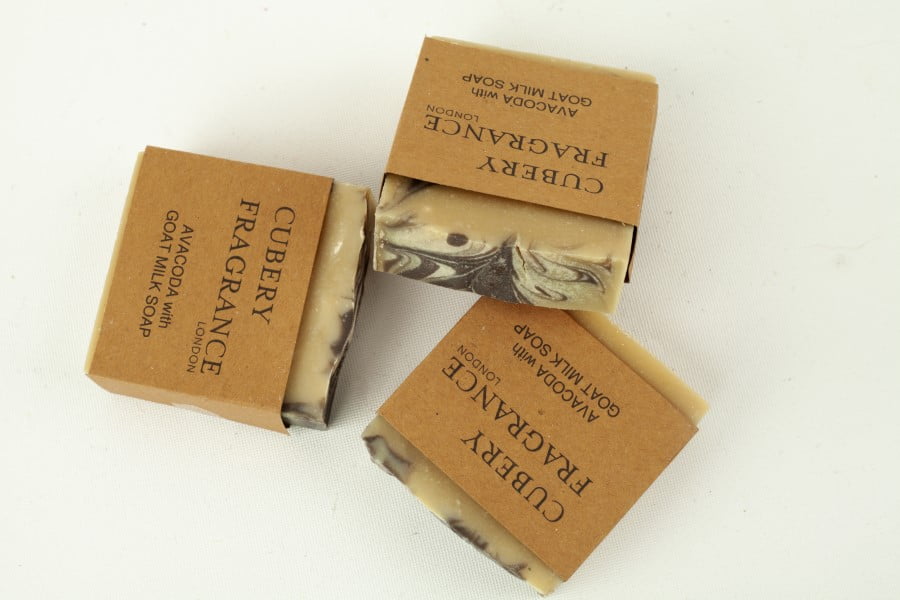 CUBERY
FRAGRANCE
LONDON
AVACODA with
GOAT MILK SOAP
CUBERY
FRAGRANCE
LONDON
AVACODA with
GOAT MILK SOAP
CUBERY
FRAGRANCE
LONDON
AVACODA with
GOAT MILK SOAP